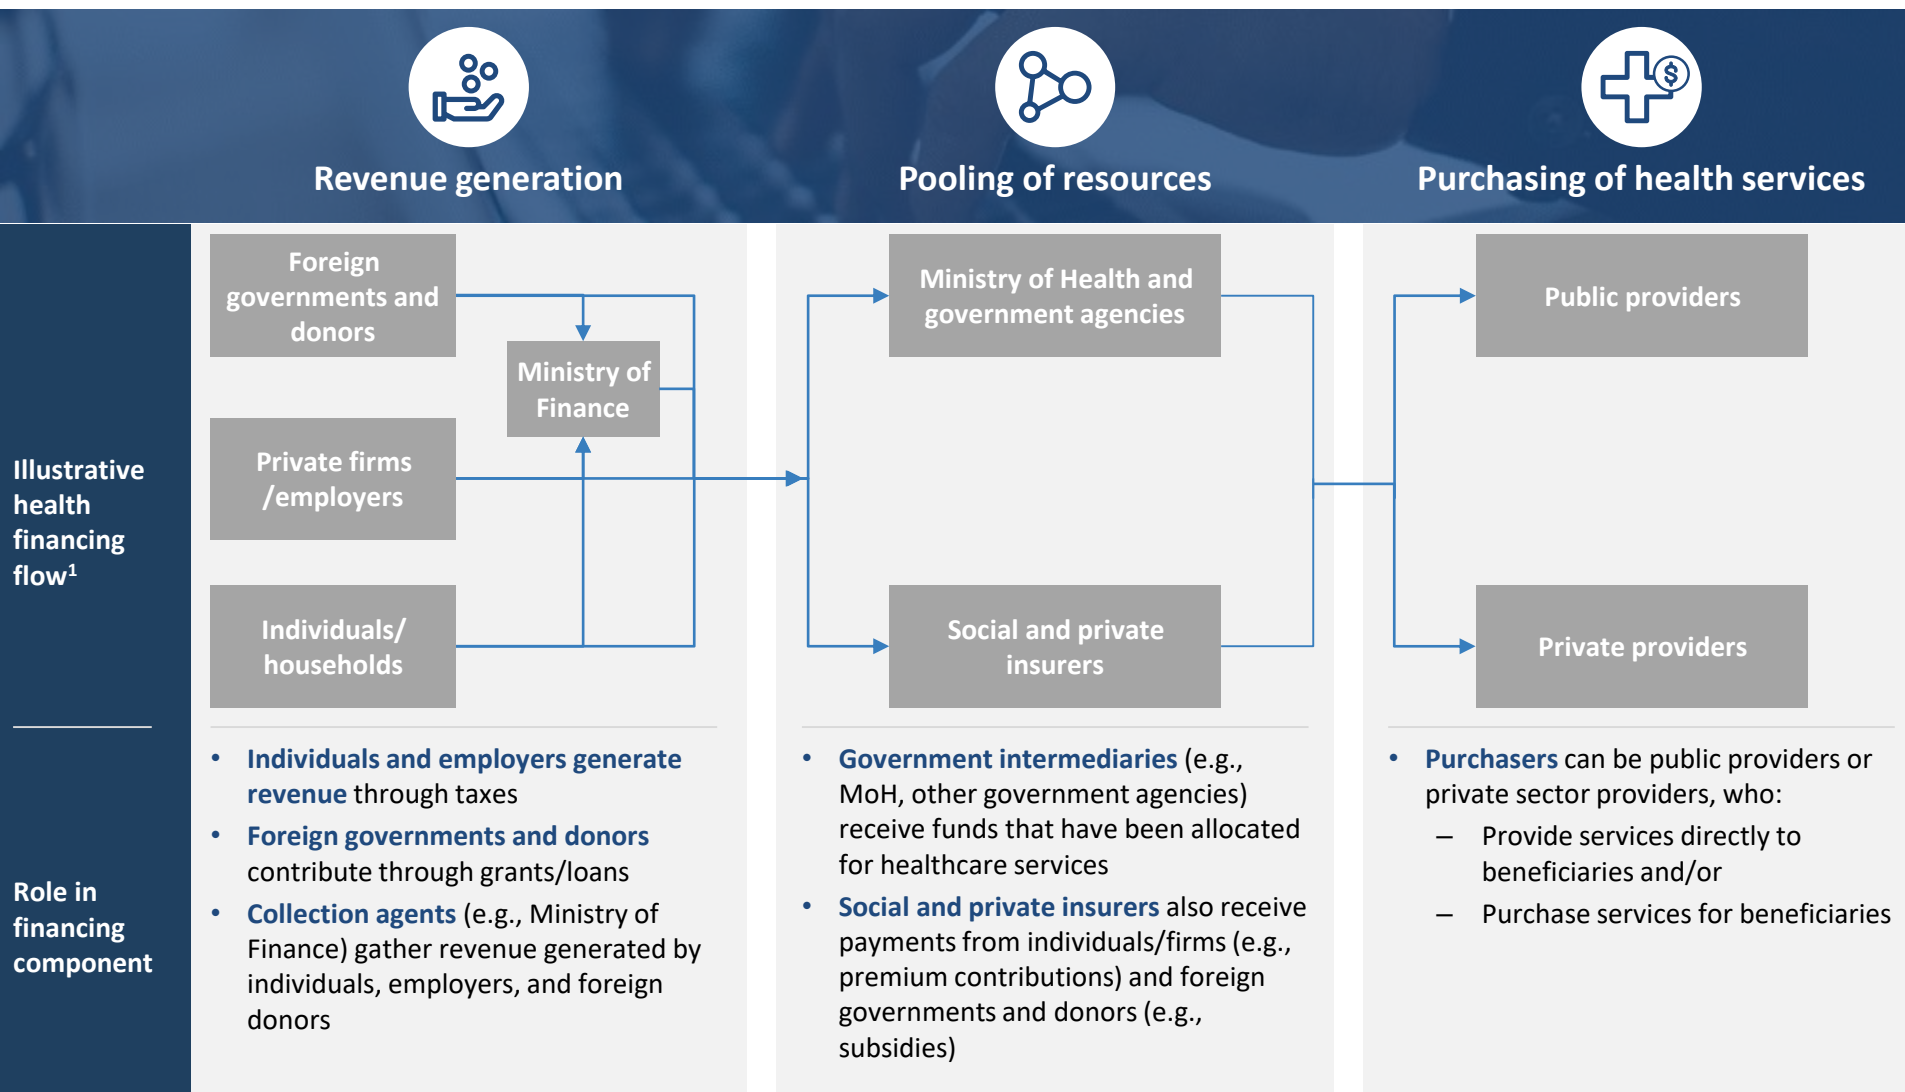 Revenue generation
Pooling of resources
Purchasing of health services
$
Illustrative
health
financing
flow1
Foreign
governments and
donors
Ministry of
Finance
Private firms
/employers
Individuals/
households
Ministry of Health and
government agencies
Social and private
insurers
Public providers
Private providers
Role in
financing
component
• Individuals and employers generate
revenue through taxes
• Foreign governments and donors
contribute through grants/loans
• Collection agents (e.g., Ministry of
Finance) gather revenue generated by
individuals, employers, and foreign
donors
• Government intermediaries (e.g.,
MoH, other government agencies)
receive funds that have been allocated
for healthcare services
• Social and private insurers also receive
payments from individuals/firms (e.g.,
premium contributions) and foreign
governments and donors (e.g.,
subsidies)
• Purchasers can be public providers or
private sector providers, who:
– Provide services directly to
beneficiaries and/or
– Purchase services for beneficiaries